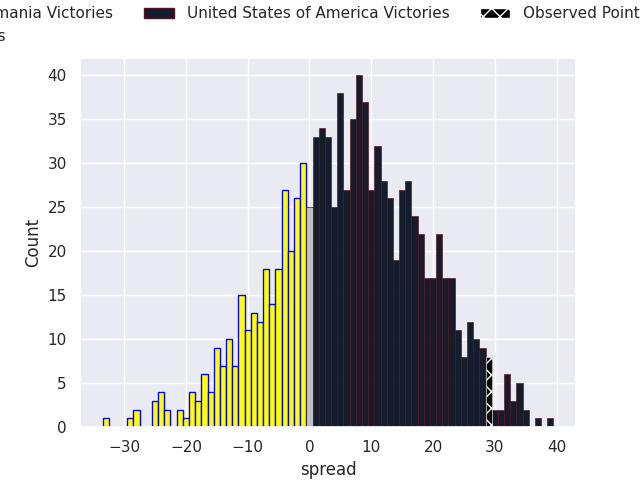 mania Victories United States of America Victories Observed Point
s
40
35
30
25
20
15
10
5
0
Count
−30 −20 −10 0 10 20 30 40
spread